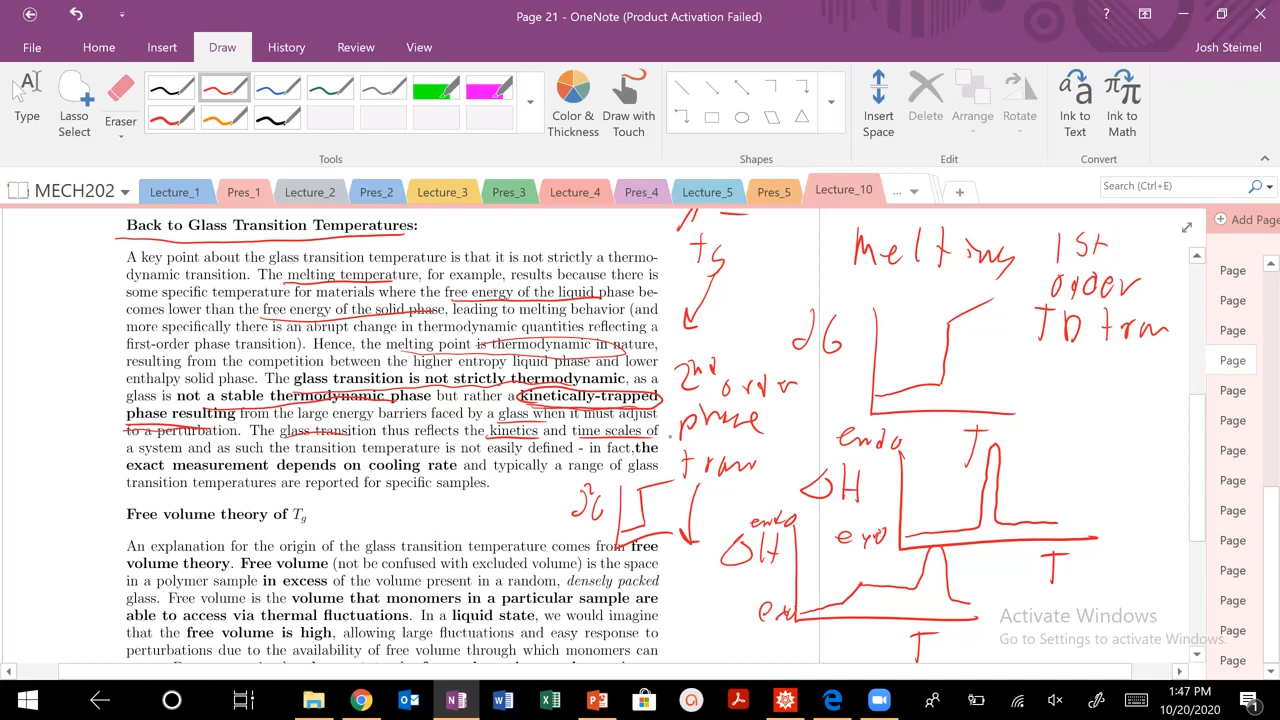 Page 21 - OneNote (Product Activation Failed)
?
File
Home
Insert
Draw
History
Review
View
Josh Steimel
Type
Lasso Select
Eraser
Color & Thickness
Draw with Touch
Insert Space
Delete
Arrange
Rotate
Ink to Text
Ink to Math
Tools
Shapes
Edit
Convert
MECH202
Lecture_1
Pres_1
Lecture_2
Pres_2
Lecture_3
Pres_3
Lecture_4
Pres_4
Lecture_5
Pres_5
Lecture_10
...
Search (Ctrl+E)
Add Page
Back to Glass Transition Temperatures:
A key point about the glass transition temperature is that it is not strictly a thermo-
dynamic transition. The melting temperature, for example, results because there is
some specific temperature for materials where the free energy of the liquid phase be-
comes lower than the free energy of the solid phase, leading to melting behavior (and
more specifically there is an abrupt change in thermodynamic quantities reflecting a
first-order phase transition). Hence, the melting point is thermodynamic in nature,
resulting from the competition between the higher entropy liquid phase and lower
enthalpy solid phase. The glass transition is not strictly thermodynamic, as a
glass is not a stable thermodynamic phase but rather a kinetically-trapped
phase resulting from the large energy barriers faced by a glass when it must adjust
to a perturbation. The glass transition thus reflects the kinetics and time scales of
a system and as such the transition temperature is not easily defined - in fact,the
exact measurement depends on cooling rate and typically a range of glass
transition temperatures are reported for specific samples.
Free volume theory of Tg
An explanation for the origin of the glass transition temperature comes from free
volume theory. Free volume (not be confused with excluded volume) is the space
in a polymer sample in excess of the volume present in a random, densely packed
glass. Free volume is the volume that monomers in a particular sample are
able to access via thermal fluctuations. In a liquid state, we would imagine
that the free volume is high, allowing large fluctuations and easy response to
perturbations due to the availability of free volume through which monomers can
tg
2nd order
phase
tran
∂²G
endo
ΔH
exo
T
Melting
1st
order
TD tran
∂G
T
endo
ΔH
exo
T
Page
Page
Page
Page
Page
Page
Page
Page
Page
Page
Page
Page
Page
Page
Activate Windows
Go to Settings to activate Windows.
1:47 PM
10/20/2020
1